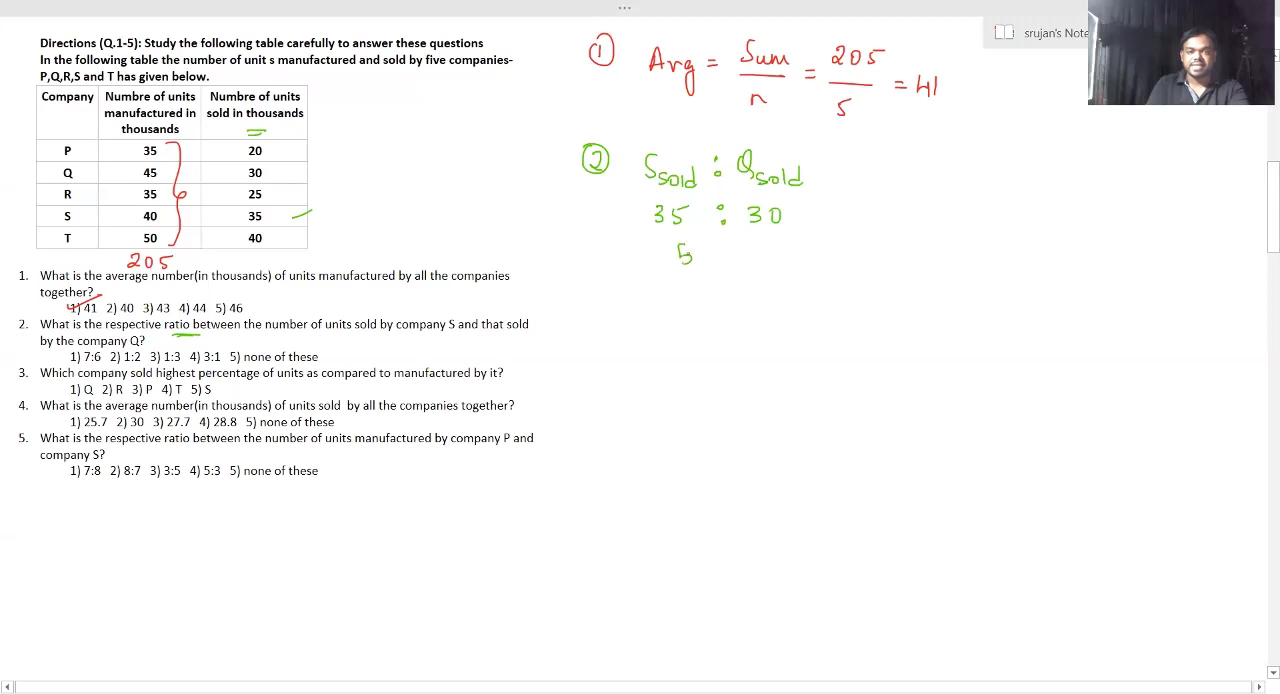 Directions (Q.1-5): Study the following table carefully to answer these questions
In the following table the number of unit s manufactured and sold by five companies-
P,Q,R,S and T has given below.
Company Numbre of units manufactured in thousands Numbre of units sold in thousands
P 35 20
Q 45 30
R 35 25
S 40 35
T 50 40
205
1. What is the average number(in thousands) of units manufactured by all the companies
together?
1) 41 2) 40 3) 43 4) 44 5) 46
2. What is the respective ratio between the number of units sold by company S and that sold
by the company Q?
1) 7:6 2) 1:2 3) 1:3 4) 3:1 5) none of these
3. Which company sold highest percentage of units as compared to manufactured by it?
1) Q 2) R 3) P 4) T 5) S
4. What is the average number(in thousands) of units sold by all the companies together?
1) 25.7 2) 30 3) 27.7 4) 28.8 5) none of these
5. What is the respective ratio between the number of units manufactured by company P and
company S?
1) 7:8 2) 8:7 3) 3:5 4) 5:3 5) none of these
1 Avg = Sum / n = 205 / 5 = 41
2 S sold : Q sold
35 : 30
5
srujan's Note